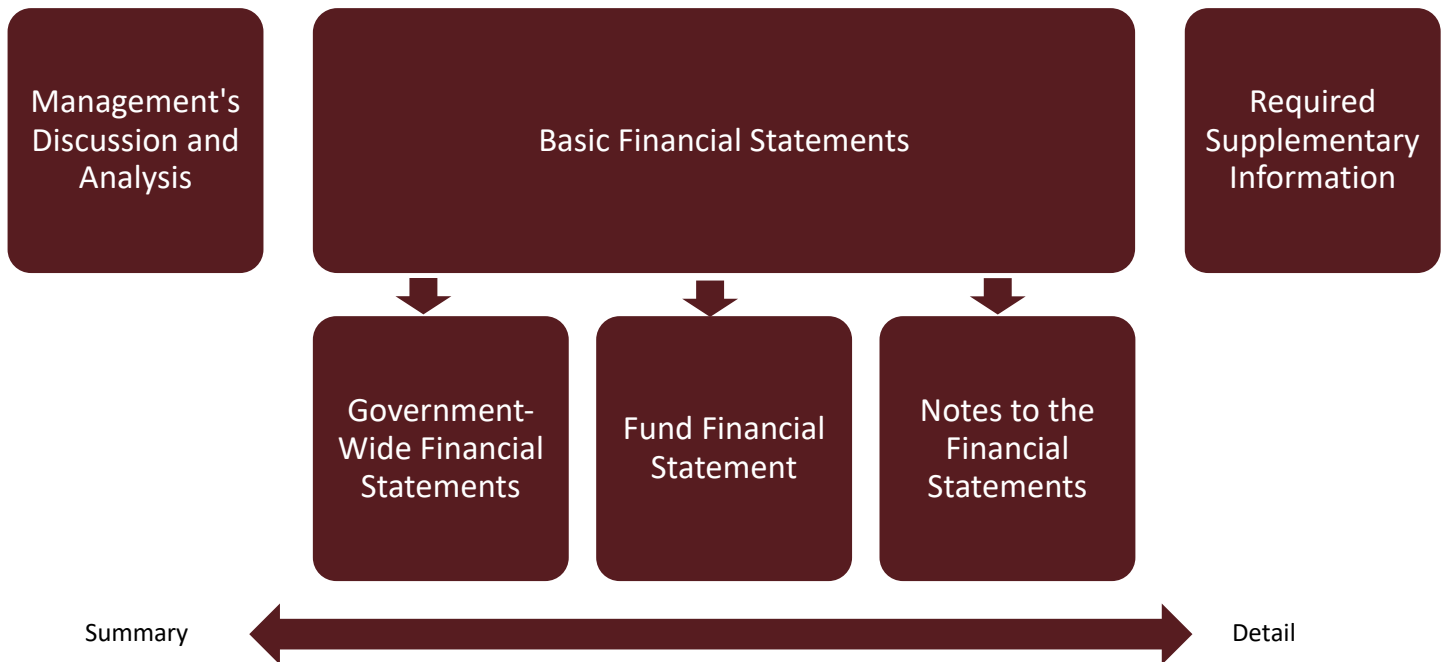 Management's
Discussion and
Analysis
Basic Financial Statements
Required
Supplementary
Information
Government-
Wide Financial
Statements
Fund Financial
Statement
Notes to the
Financial
Statements
Summary
Detail